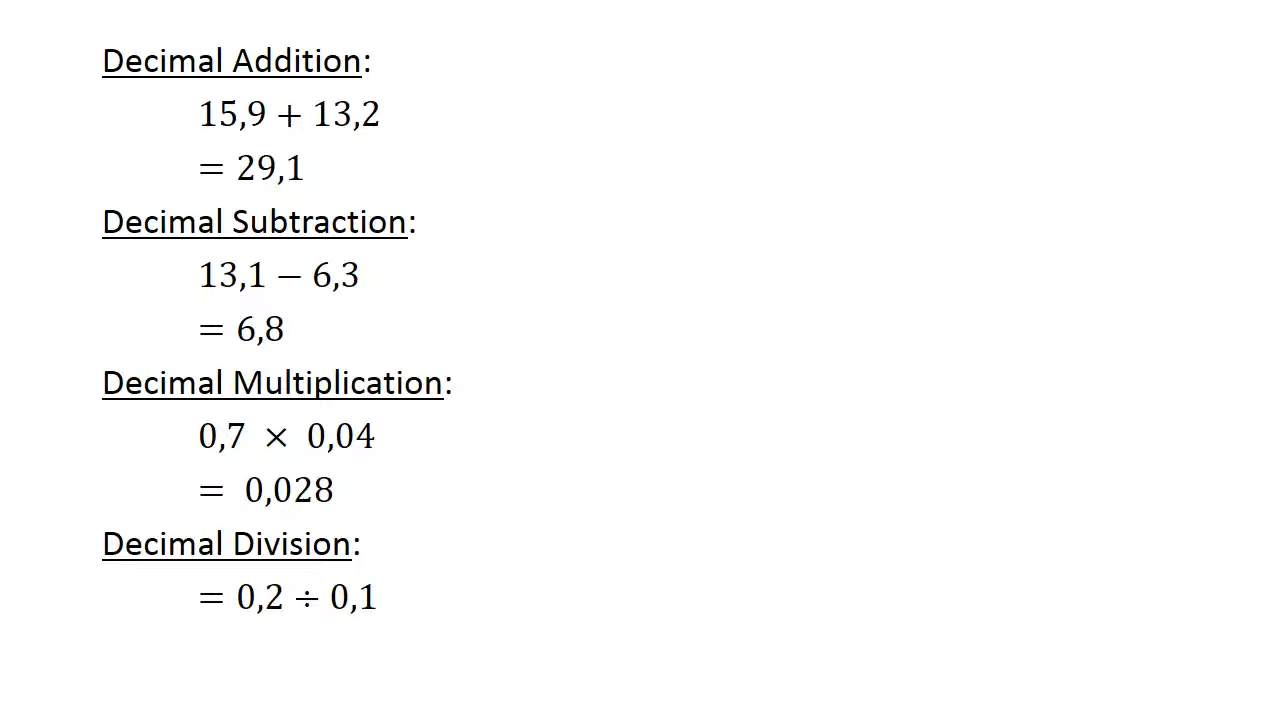 Decimal Addition:
15,9 + 13,2
= 29,1
Decimal Subtraction:
13,1 − 6,3
= 6,8
Decimal Multiplication:
0,7 × 0,04
= 0,028
Decimal Division:
= 0,2 ÷ 0,1